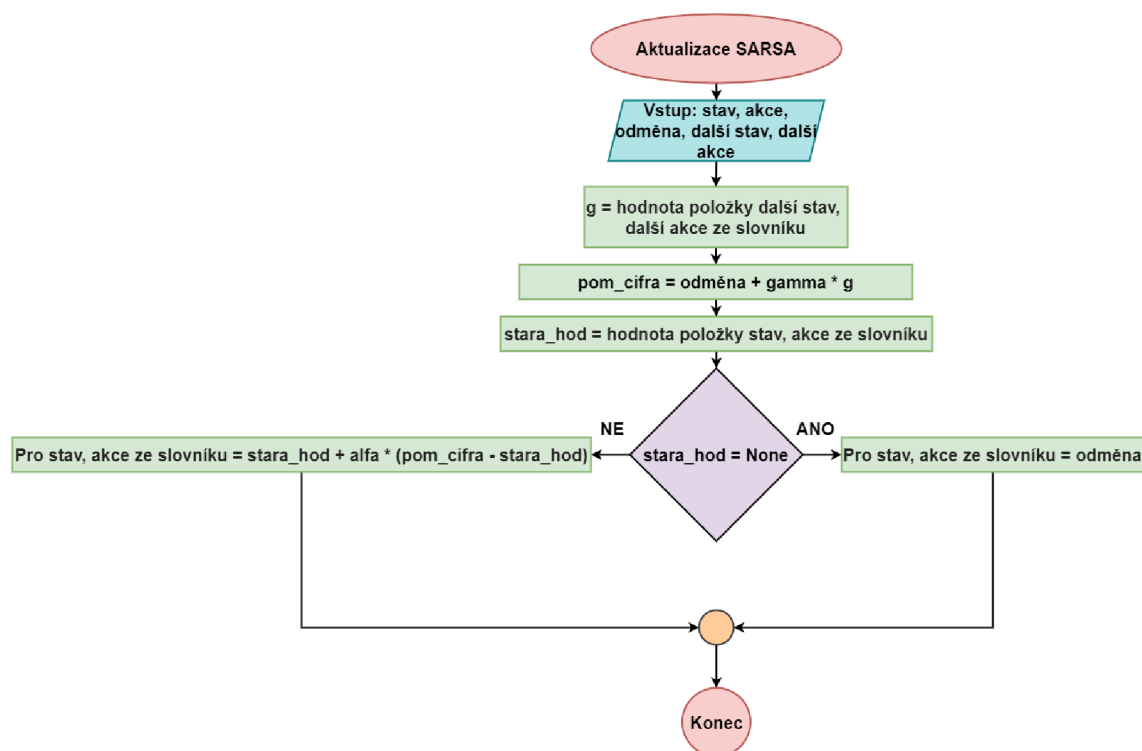 Aktualizace SARSA
Vstup: stav, akce,
odměna, další stav, další
akce
g = hodnota položky další stav,
další akce ze slovníku
pom_cifra = odměna + gamma * g
stara_hod = hodnota položky stav, akce ze slovníku
NE
ANO
Pro stav, akce ze slovníku = stara_hod + alfa * (pom_cifra - stara_hod)
stara_hod = None
Pro stav, akce ze slovníku = odměna
Konec